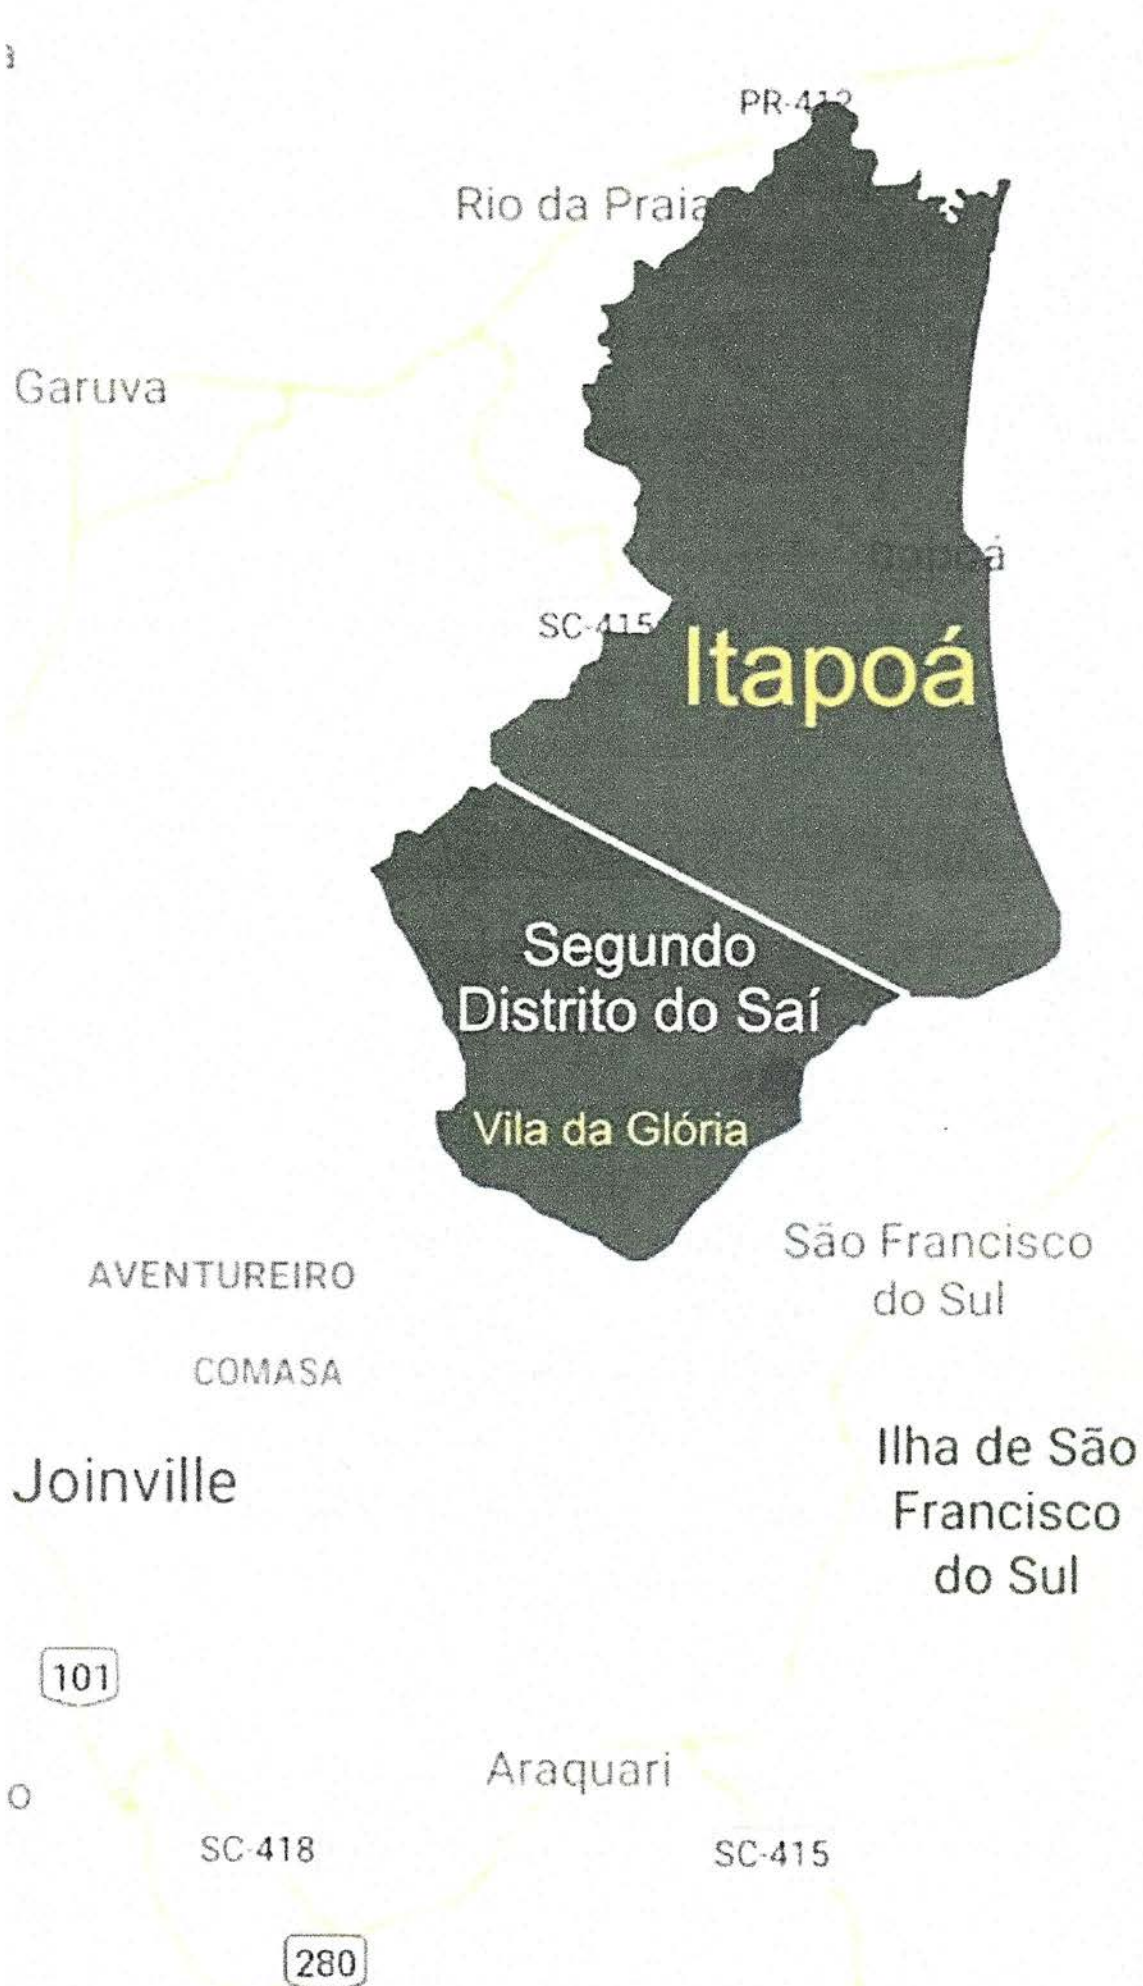 PR-412
Rio da Praia
Garuva
SC-415
Itapoá
Segundo
Distrito do Saí
Vila da Glória
São Francisco
do Sul
AVENTUREIRO
COMASA
Joinville
Ilha de São
Francisco
do Sul
101
Araquari
SC-418
SC-415
280